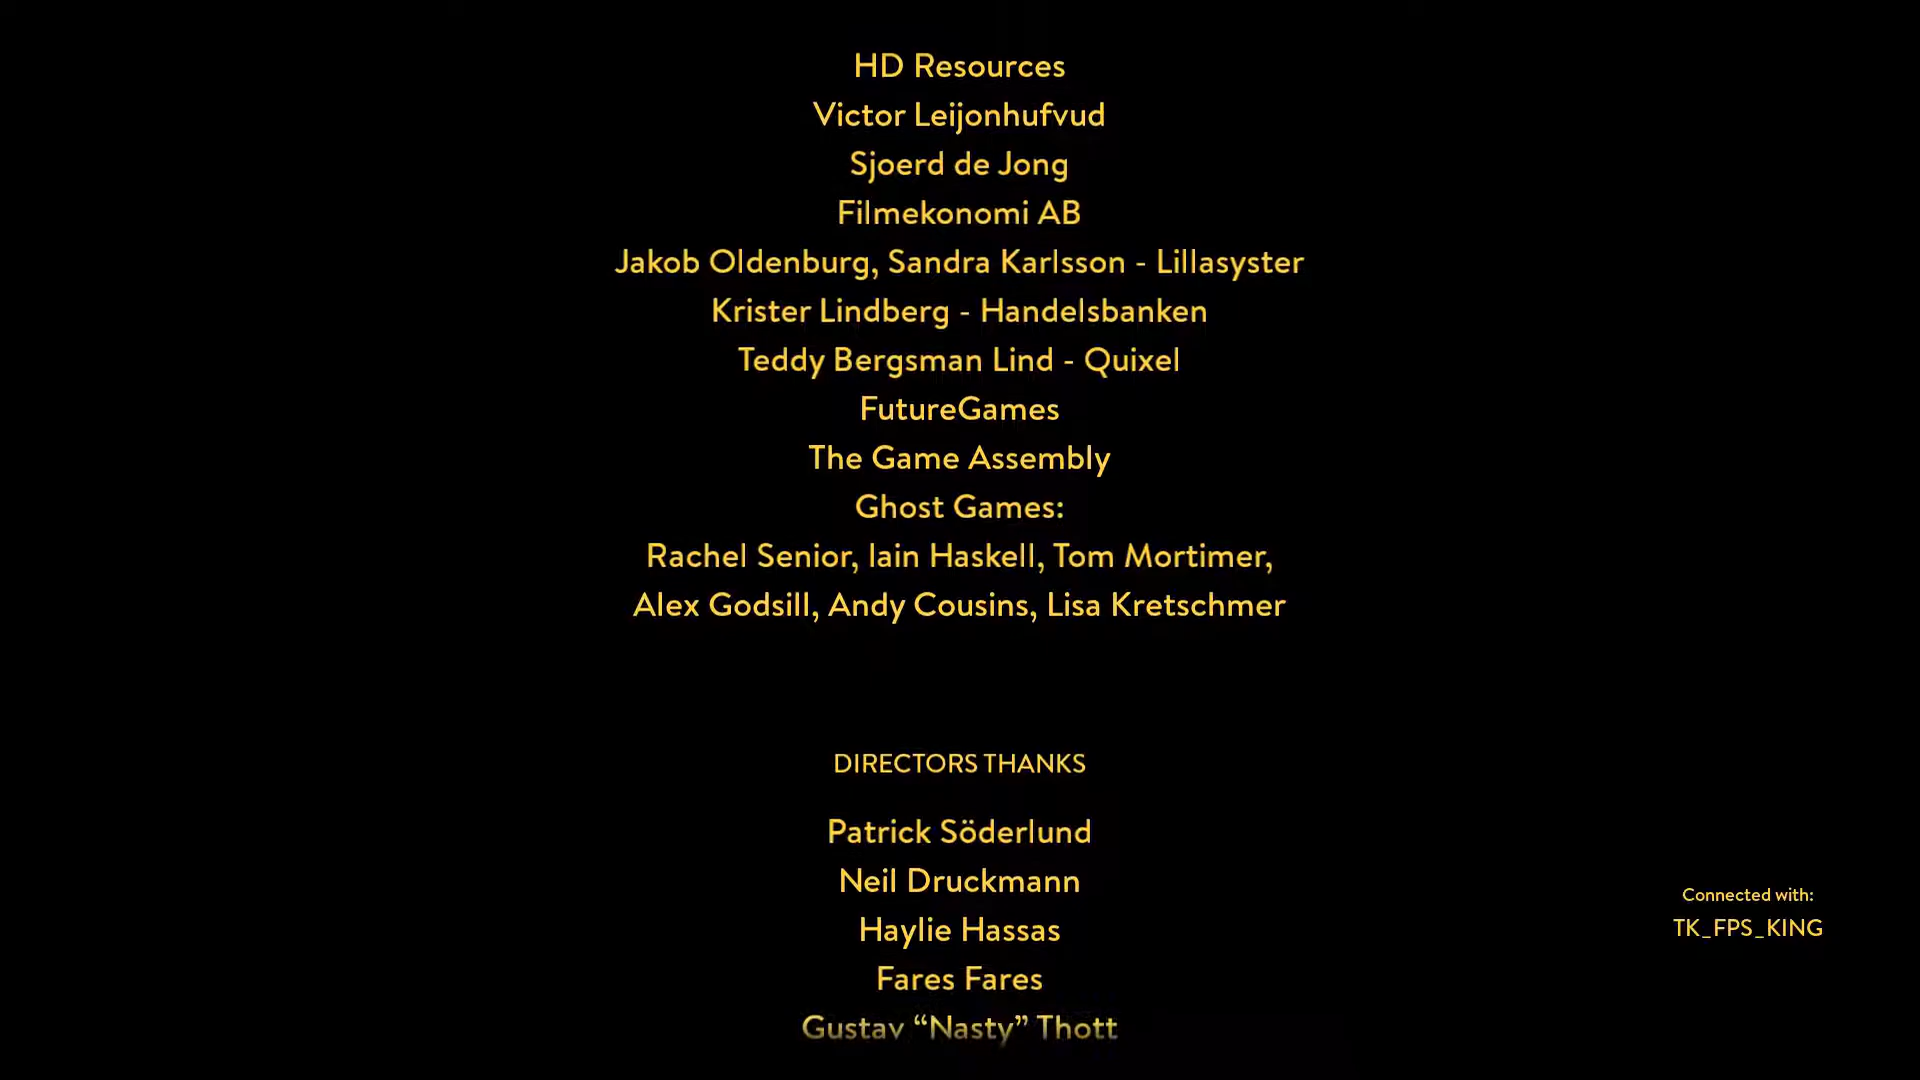 HD Resources
Victor Leijonhufvud
Sjoerd de Jong
Filmekonomi AB
Jakob Oldenburg, Sandra Karlsson - Lillasyster
Krister Lindberg - Handelsbanken
Teddy Bergsman Lind - Quixel
FutureGames
The Game Assembly
Ghost Games:
Rachel Senior, Iain Haskell, Tom Mortimer,
Alex Godsill, Andy Cousins, Lisa Kretschmer
DIRECTORS THANKS
Patrick Söderlund
Neil Druckmann
Haylie Hassas
Fares Fares
Gustav “Nasty” Thott
Connected with:
TK_FPS_KING